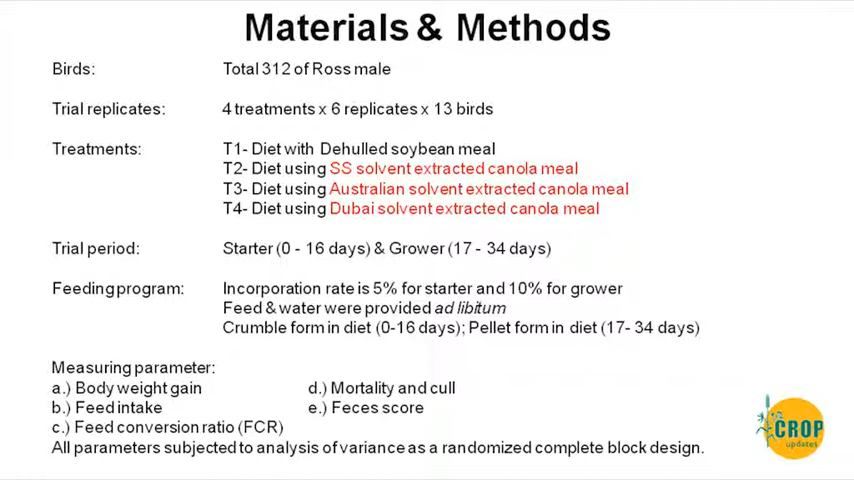 Materials & Methods
Birds: Total 312 of Ross male
Trial replicates: 4 treatments x 6 replicates x 13 birds
Treatments: T1- Diet with Dehulled soybean meal
T2- Diet using SS solvent extracted canola meal
T3- Diet using Australian solvent extracted canola meal
T4- Diet using Dubai solvent extracted canola meal
Trial period: Starter (0 - 16 days) & Grower (17 - 34 days)
Feeding program: Incorporation rate is 5% for starter and 10% for grower
Feed & water were provided ad libitum
Crumble form in diet (0-16 days); Pellet form in diet (17- 34 days)
Measuring parameter:
a.) Body weight gain d.) Mortality and cull
b.) Feed intake e.) Feces score
c.) Feed conversion ratio (FCR)
All parameters subjected to analysis of variance as a randomized complete block design.
CROP
updates